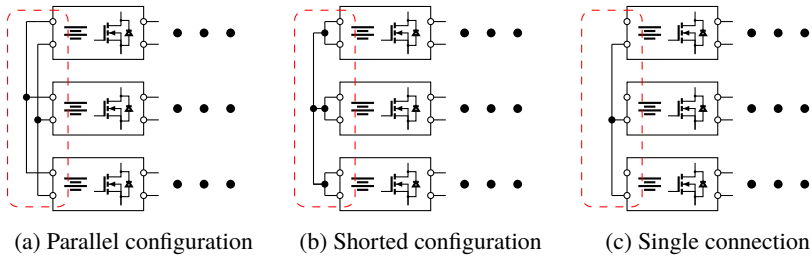 (a) Parallel configuration
(b) Shorted configuration
(c) Single connection